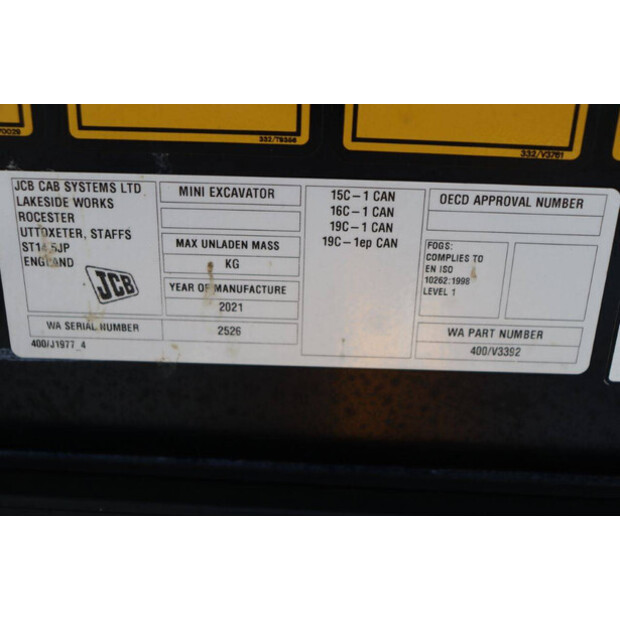 332/T8356
332/V3761
JCB CAB SYSTEMS LTD
LAKESIDE WORKS
ROCESTER
UTTOXETER, STAFFS
ST14 5JP
ENGLAND
JCB
WA SERIAL NUMBER
400/J1977_4
MINI EXCAVATOR
MAX UNLADEN MASS
KG
YEAR OF MANUFACTURE
2021
2526
15C-1 CAN
16C-1 CAN
19C-1 CAN
19C-1ep CAN
OECD APPROVAL NUMBER
FOGS:
COMPLIES TO
EN ISO
10262:1998
LEVEL 1
WA PART NUMBER
400/V3392